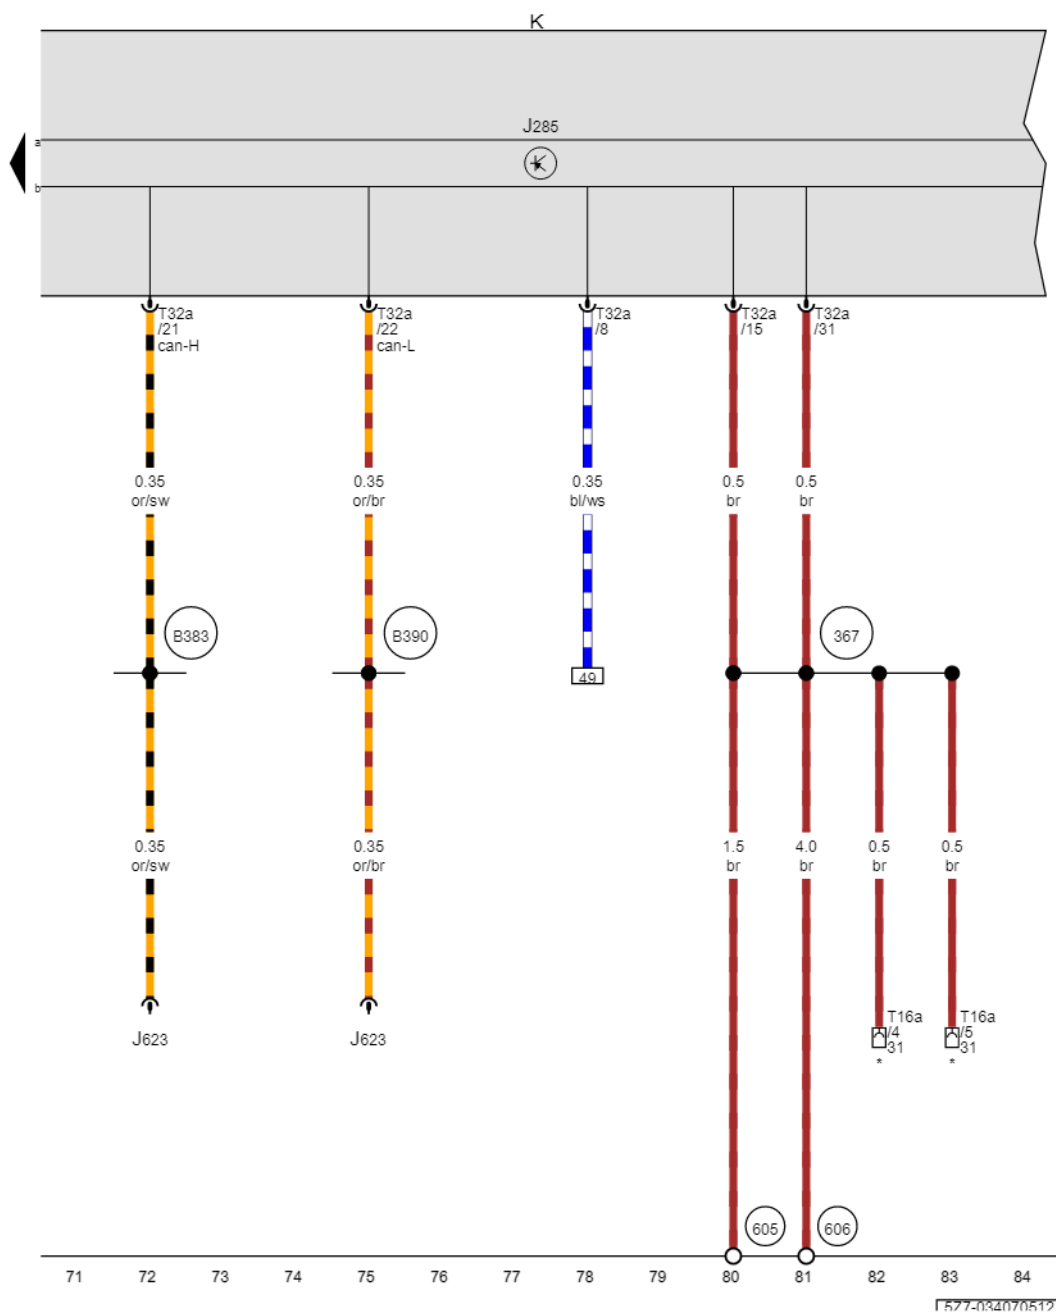 K
J285
a
b
T32a
/21
can-H
T32a
/22
can-L
T32a
/8
T32a
/15
T32a
/31
0.35
or/sw
0.35
or/br
0.35
bl/ws
0.5
br
0.5
br
B383
B390
367
49
0.35
or/sw
0.35
or/br
1.5
br
4.0
br
0.5
br
0.5
br
J623
J623
T16a
/4
31
*
T16a
/5
31
*
605
606
71 72 73 74 75 76 77 78 79 80 81 82 83 84
577-034070512